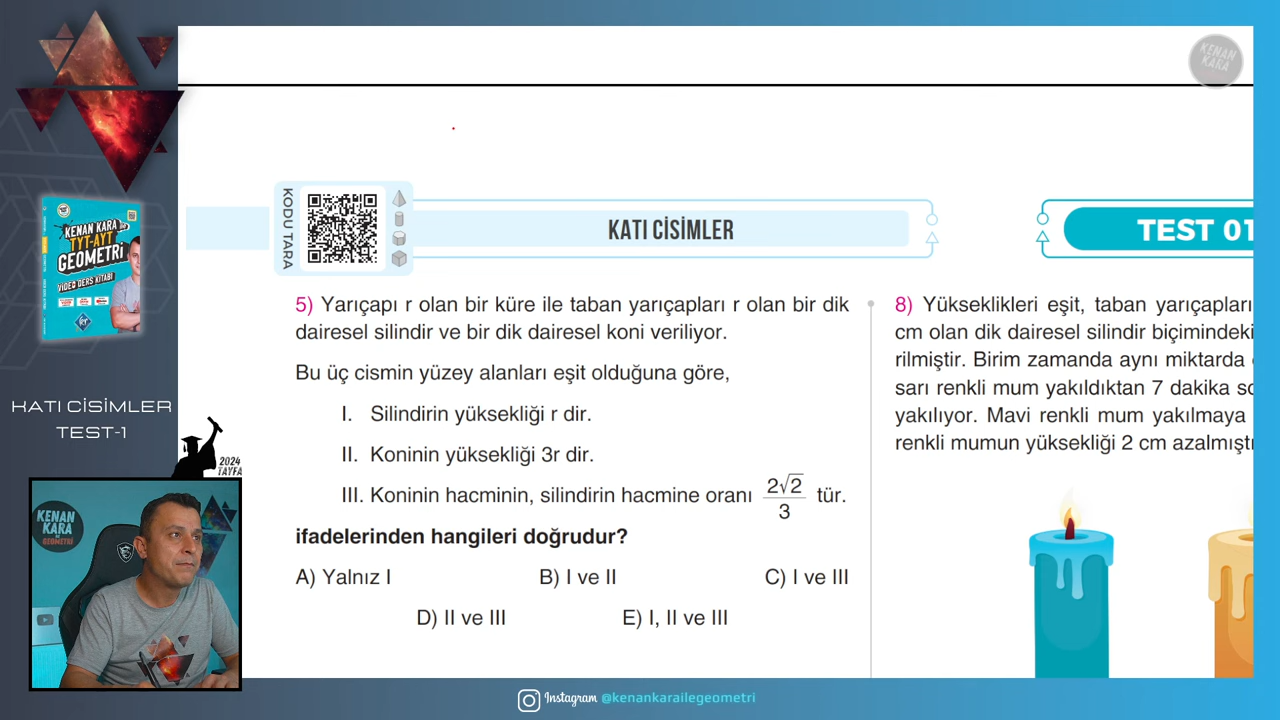 KENAN
KARA
KODU TARA
KATI CİSİMLER
TEST 01
KENAN KARA
TYT-AYT
GEOMETRİ
VİDEO DERS KİTABI
KATI CİSİMLER
TEST-1
2024
TAYFA
KENAN
KARA
GEOMETRİ
5) Yarıçapı r olan bir küre ile taban yarıçapları r olan bir dik
dairesel silindir ve bir dik dairesel koni veriliyor.
Bu üç cismin yüzey alanları eşit olduğuna göre,
I. Silindirin yüksekliği r dir.
II. Koninin yüksekliği 3r dir.
III. Koninin hacminin, silindirin hacmine oranı 2√2/3 tür.
ifadelerinden hangileri doğrudur?
A) Yalnız I B) I ve II C) I ve III
D) II ve III E) I, II ve III
8) Yükseklikleri eşit, taban yarıçapları
cm olan dik dairesel silindir biçimindeki
rilmiştir. Birim zamanda aynı miktarda
sarı renkli mum yakıldıktan 7 dakika so
yakılıyor. Mavi renkli mum yakılmaya
renkli mumun yüksekliği 2 cm azalmıştı
Instagram @kenankarailegeometri